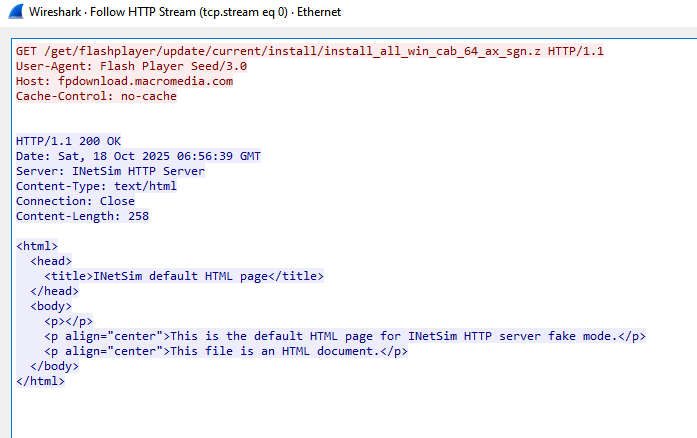 Wireshark · Follow HTTP Stream (tcp.stream eq 0) · Ethernet
GET /get/flashplayer/update/current/install/install_all_win_cab_64_ax_sgn.z HTTP/1.1
User-Agent: Flash Player Seed/3.0
Host: fpdownload.macromedia.com
Cache-Control: no-cache
HTTP/1.1 200 OK
Date: Sat, 18 Oct 2025 06:56:39 GMT
Server: INetSim HTTP Server
Content-Type: text/html
Connection: Close
Content-Length: 258
<html>
  <head>
    <title>INetSim default HTML page</title>
  </head>
  <body>
    <p></p>
    <p align="center">This is the default HTML page for INetSim HTTP server fake mode.</p>
    <p align="center">This file is an HTML document.</p>
  </body>
</html>